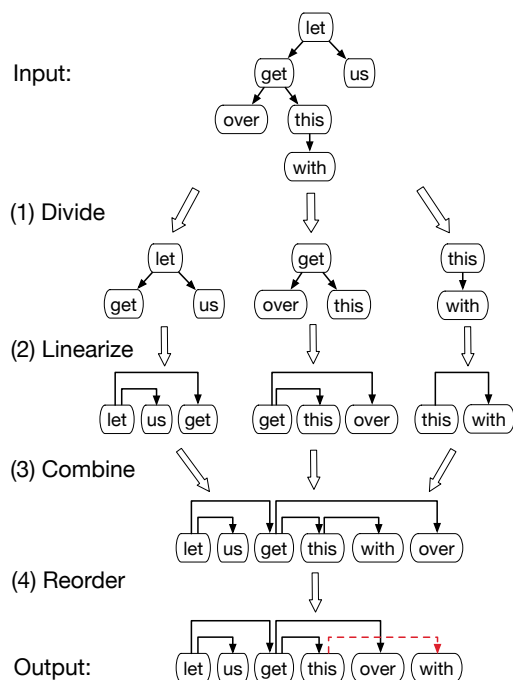 let
Input:
get us
over this
with
(1) Divide
let get this
get us over this with
(2) Linearize
let us get get this over this with
(3) Combine
let us get this with over
(4) Reorder
Output: let us get this over with